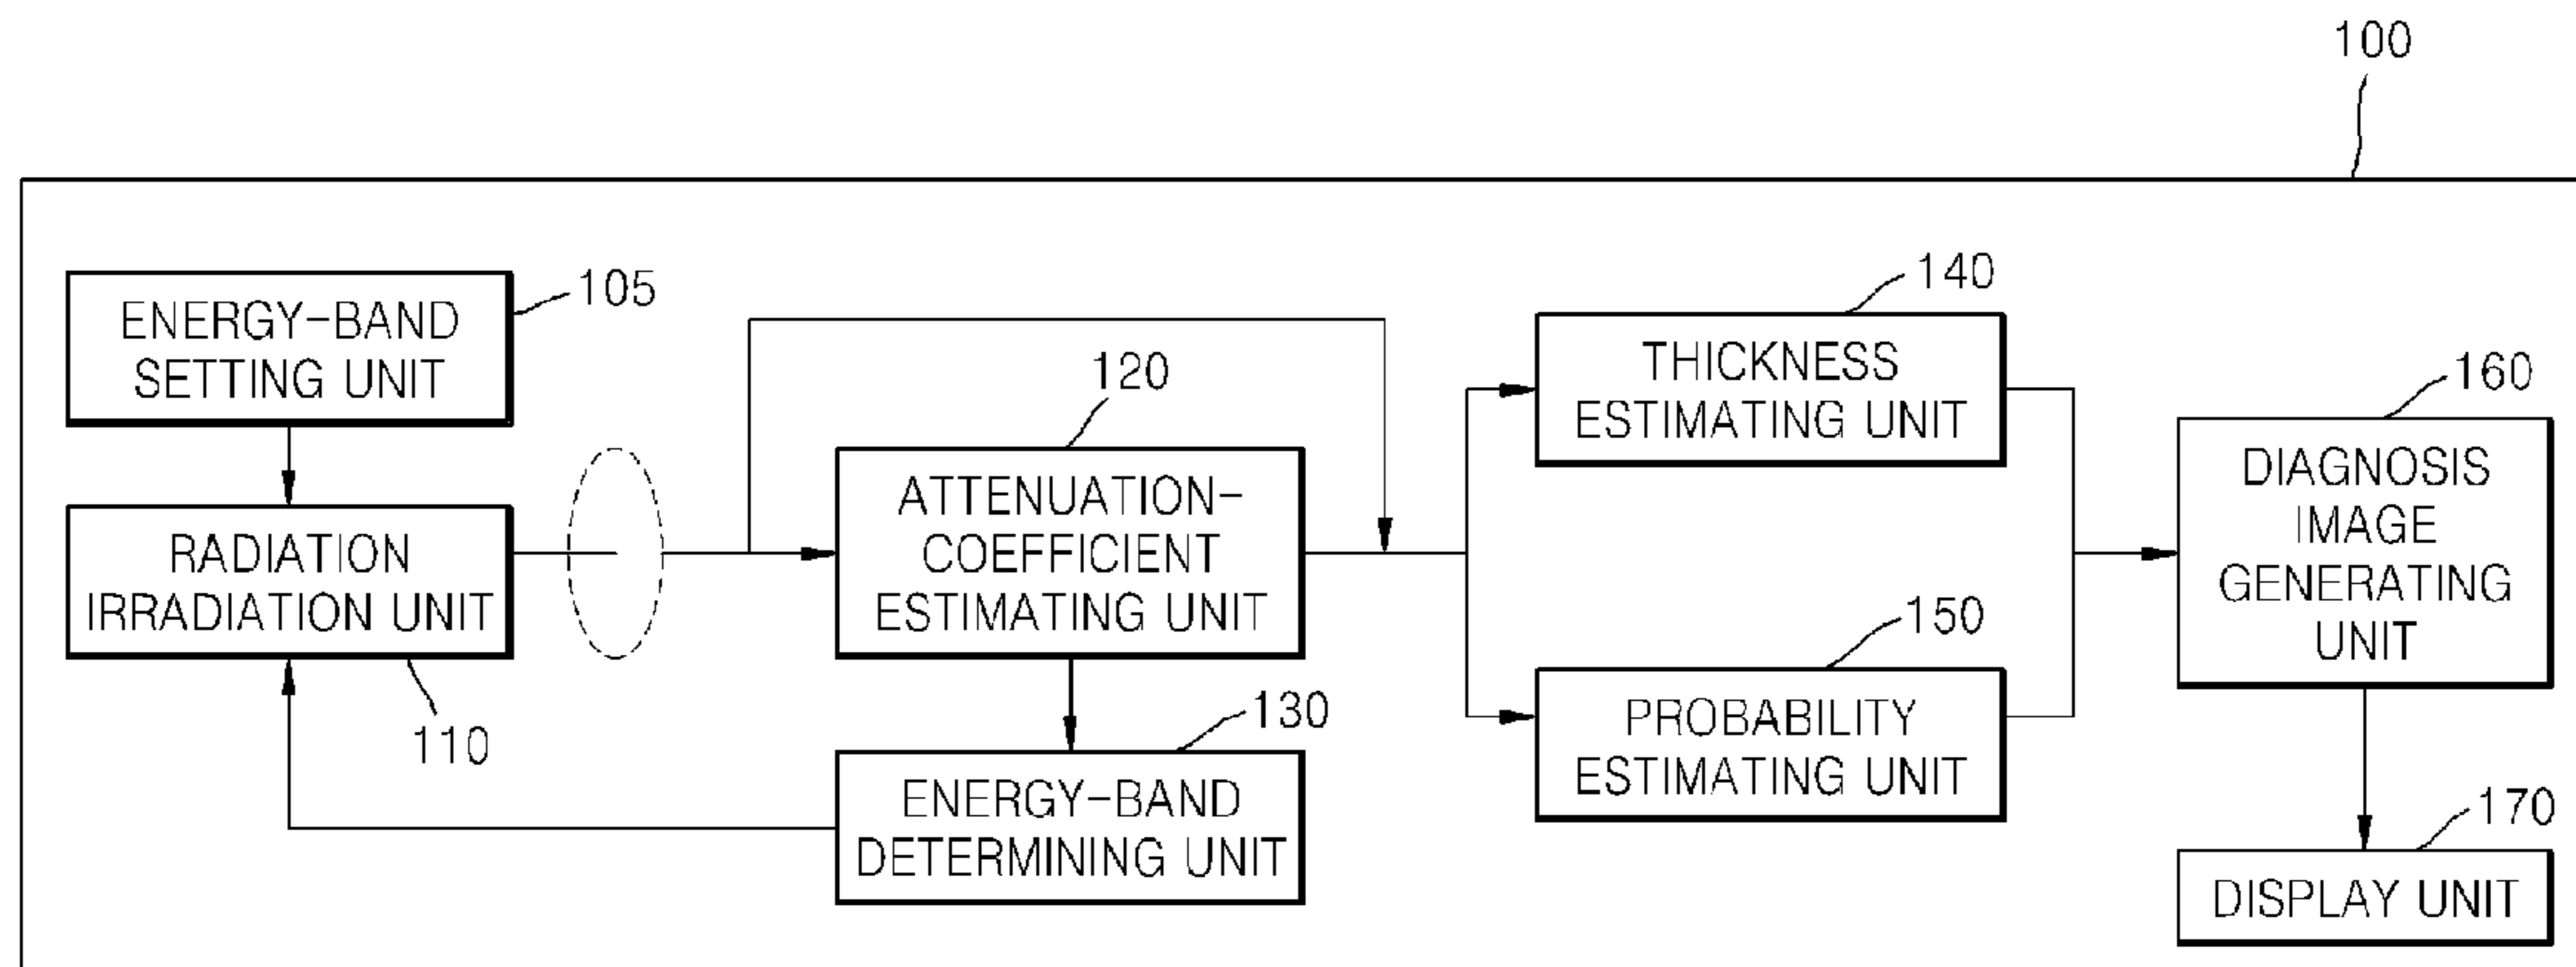 100
ENERGY-BAND
SETTING UNIT
105
RADIATION
IRRADIATION UNIT
110
120
ATTENUATION-
COEFFICIENT
ESTIMATING UNIT
130
ENERGY-BAND
DETERMINING UNIT
140
THICKNESS
ESTIMATING UNIT
150
PROBABILITY
ESTIMATING UNIT
160
DIAGNOSIS
IMAGE
GENERATING
UNIT
170
DISPLAY UNIT